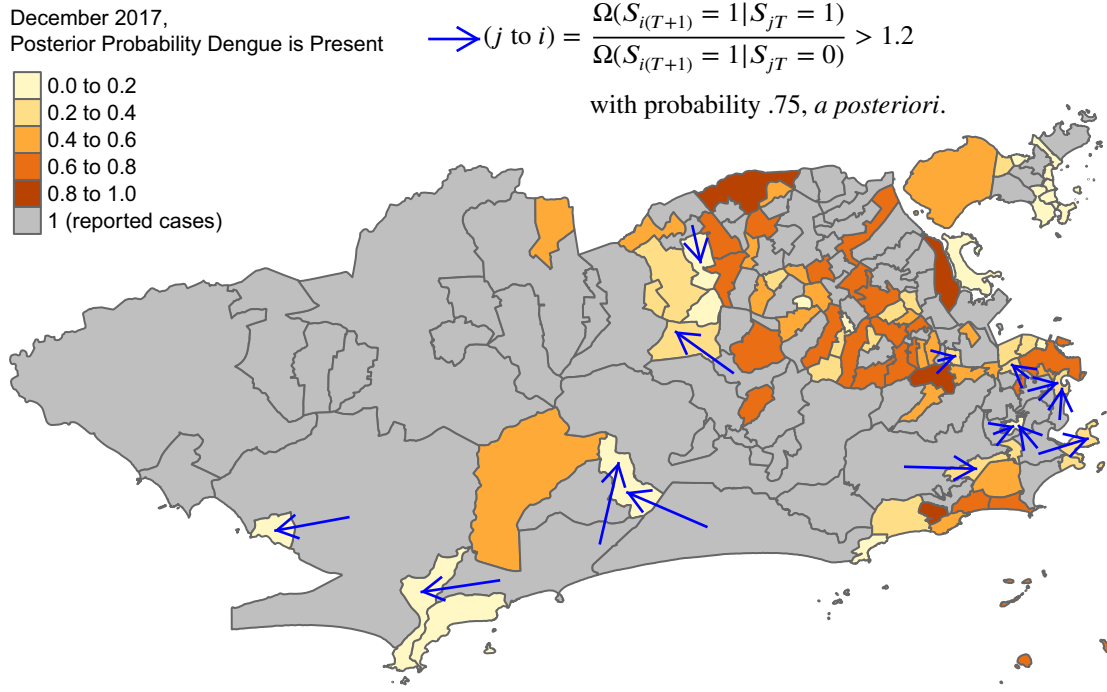 December 2017,
Posterior Probability Dengue is Present
0.0 to 0.2
0.2 to 0.4
0.4 to 0.6
0.6 to 0.8
0.8 to 1.0
1 (reported cases)
(j to i) = Ω(S_{i(T+1)} = 1|S_{jT} = 1) / Ω(S_{i(T+1)} = 1|S_{jT} = 0) > 1.2
with probability .75, a posteriori.